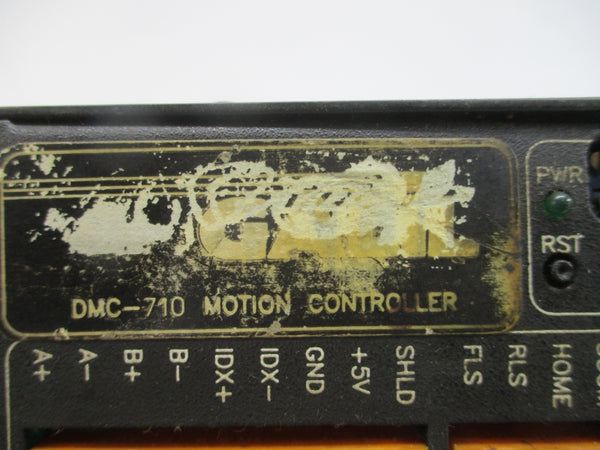 PWR
RST
DMC-710 MOTION CONTROLLER
A+
A-
B+
B-
IDX+
IDX-
GND
+5V
SHLD
FLS
RLS
HOME